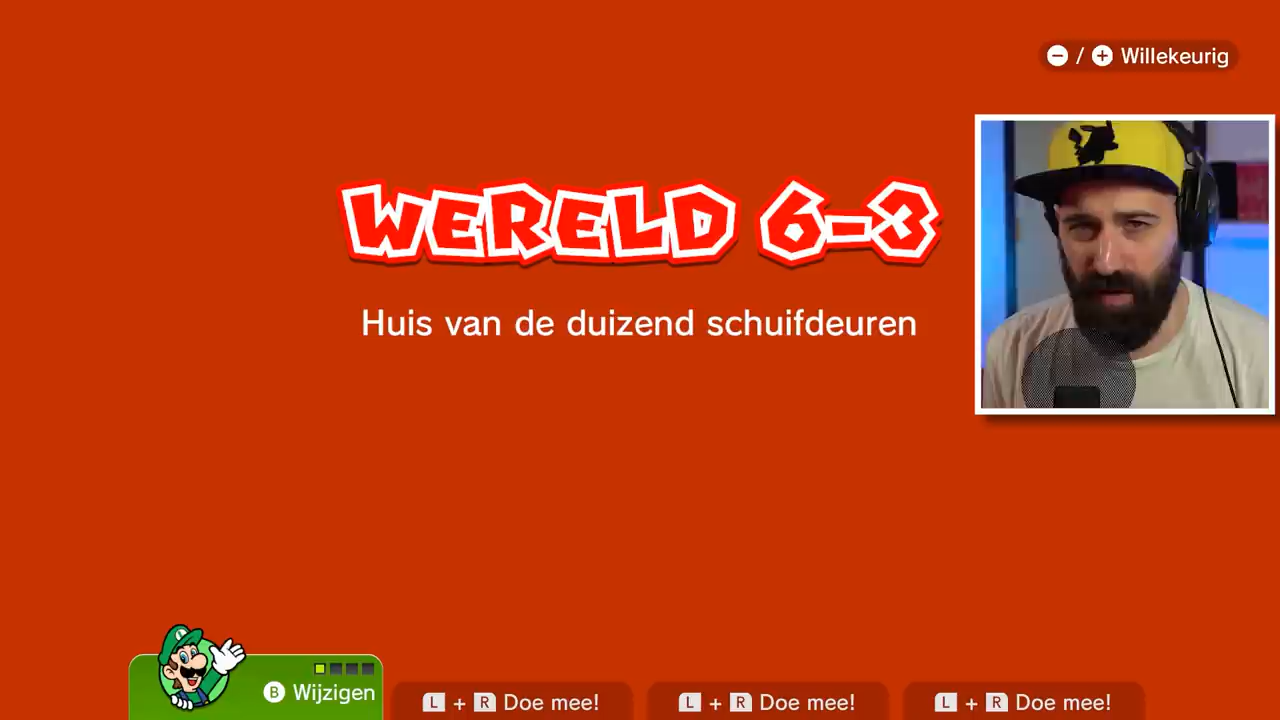 - / + Willekeurig
WERELD 6-3
Huis van de duizend schuifdeuren
B Wijzigen
L + R Doe mee!
L + R Doe mee!
L + R Doe mee!